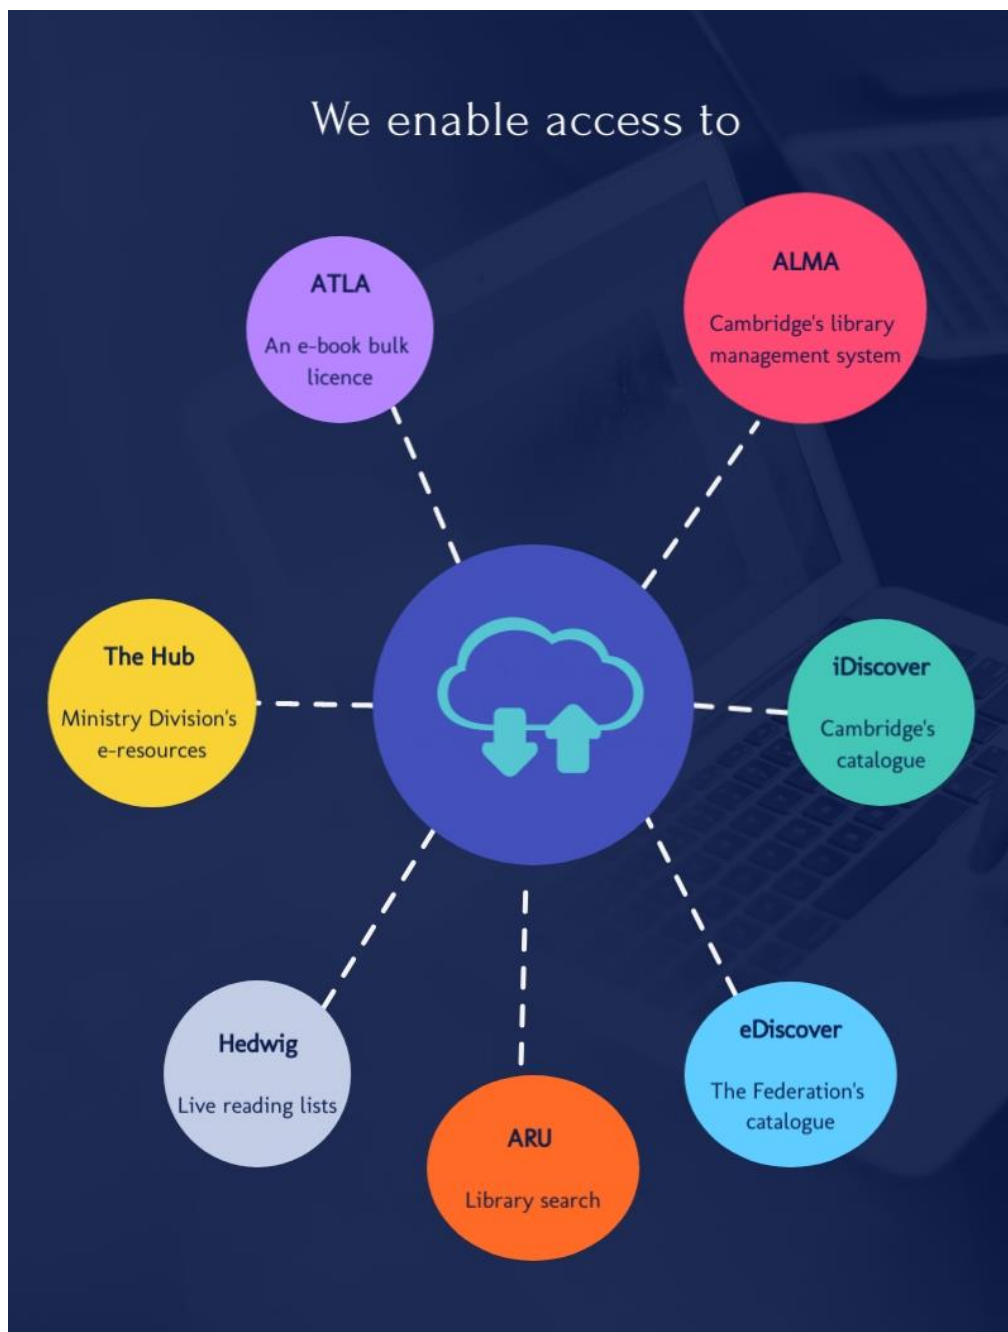 We enable access to
ATLA
An e-book bulk
licence
ALMA
Cambridge's library
management system
The Hub
Ministry Division's
e-resources
iDiscover
Cambridge's
catalogue
Hedwig
Live reading lists
ARU
Library search
eDiscover
The Federation's
catalogue